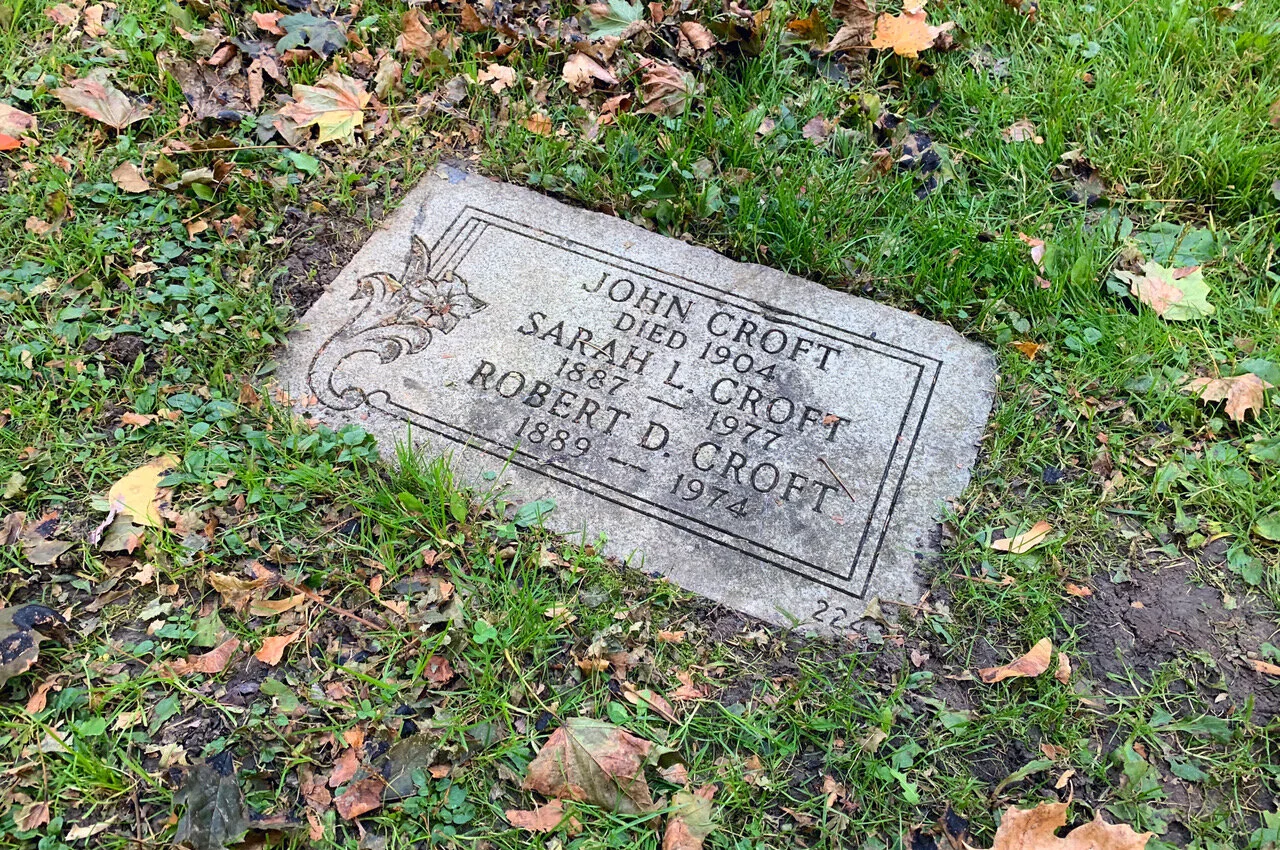 JOHN CROFT
DIED 1904
SARAH L. CROFT
1887 — 1977
ROBERT D. CROFT
1889 — 1974